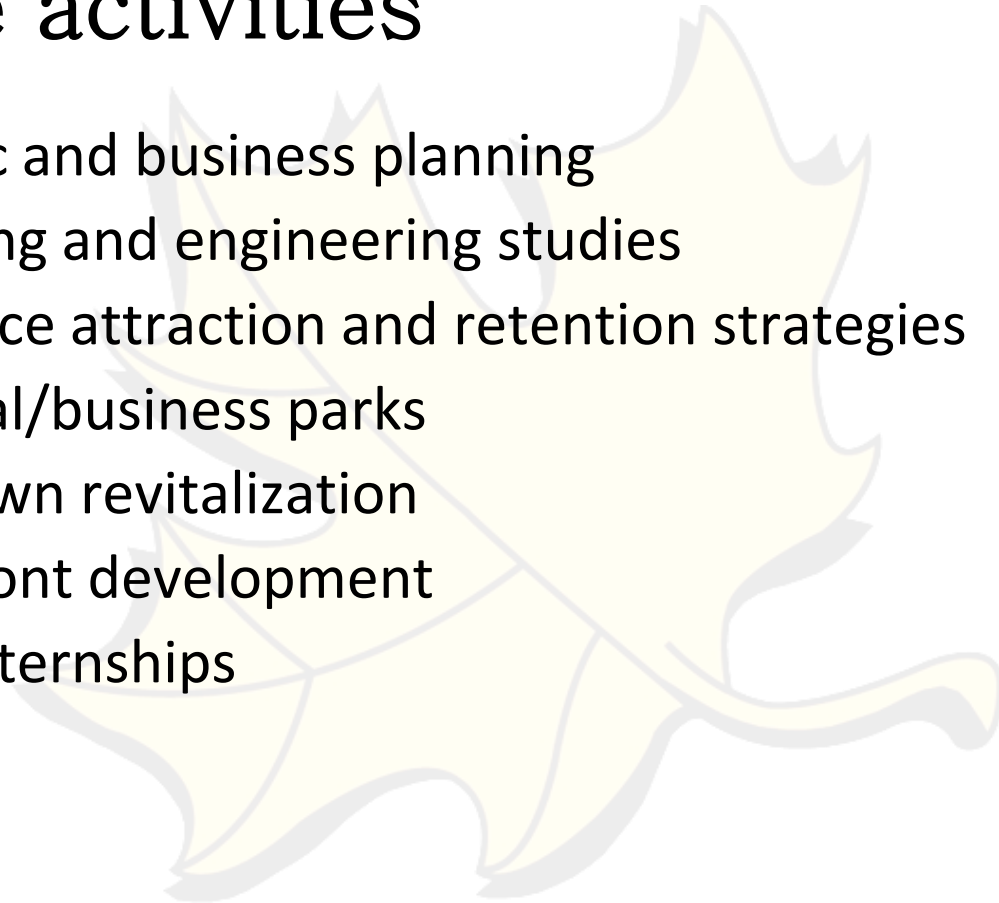 e activities
c and business planning
ng and engineering studies
ce attraction and retention strategies
al/business parks
wn revitalization
ont development
ternships